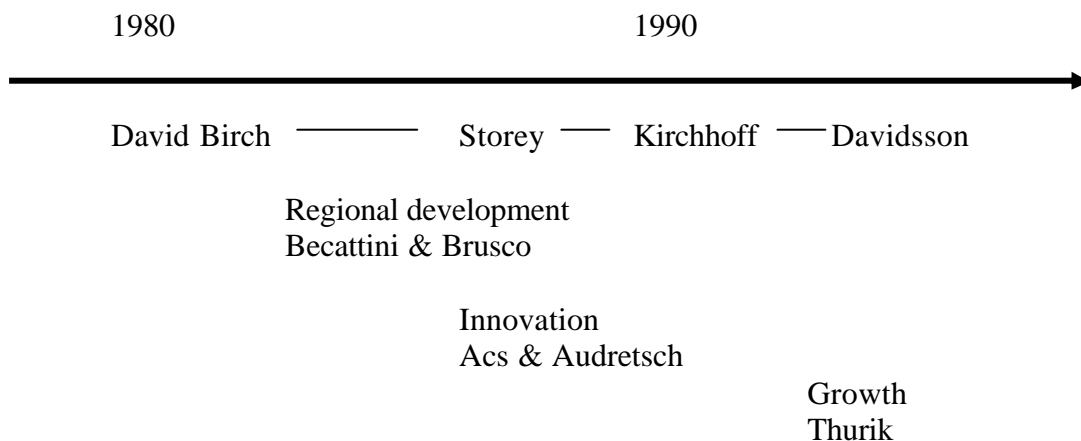 1980 1990
David Birch Storey Kirchhoff Davidsson
Regional development
Becattini & Brusco
Innovation
Acs & Audretsch
Growth
Thurik